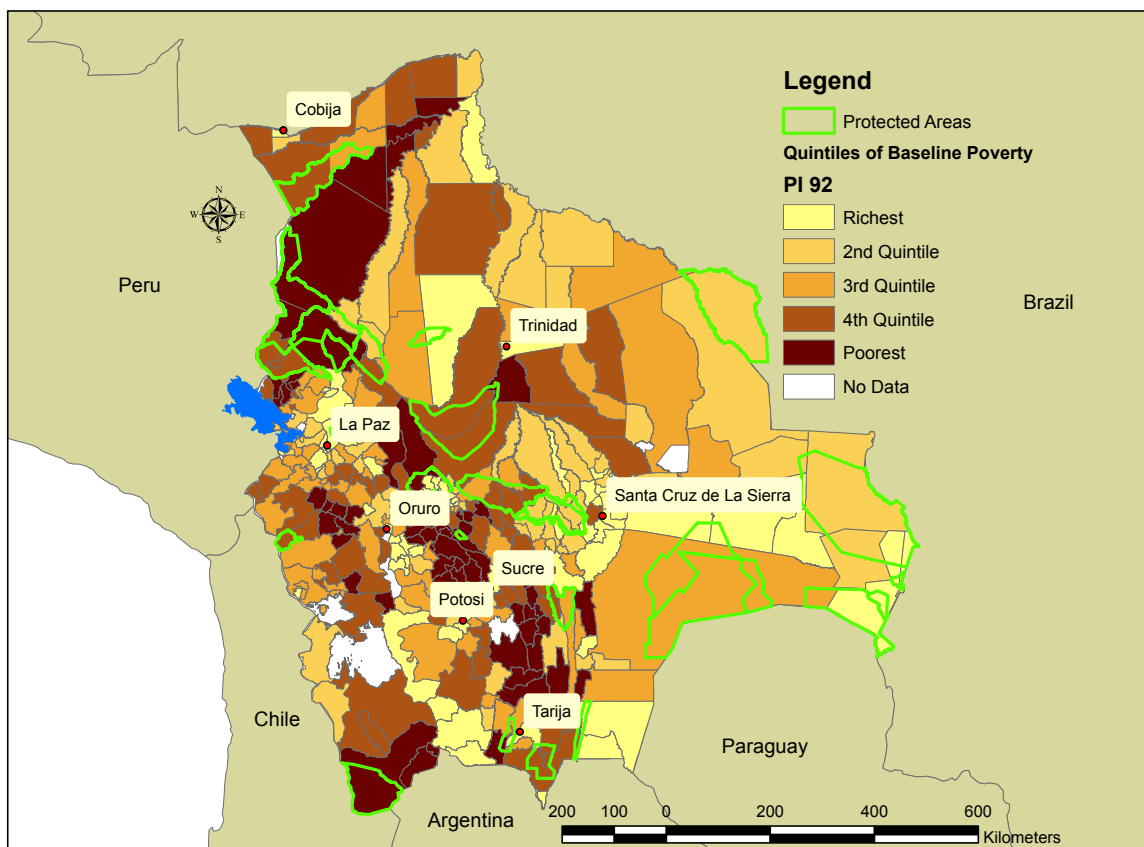 Legend
Protected Areas
Quintiles of Baseline Poverty
PI 92
Richest
2nd Quintile
3rd Quintile
4th Quintile
Poorest
No Data
Cobija
N
W E
S
Peru
Brazil
Trinidad
La Paz
Santa Cruz de La Sierra
Oruro
Sucre
Potosi
Tarija
Chile
Paraguay
Argentina
200 100 0 200 400 600
Kilometers